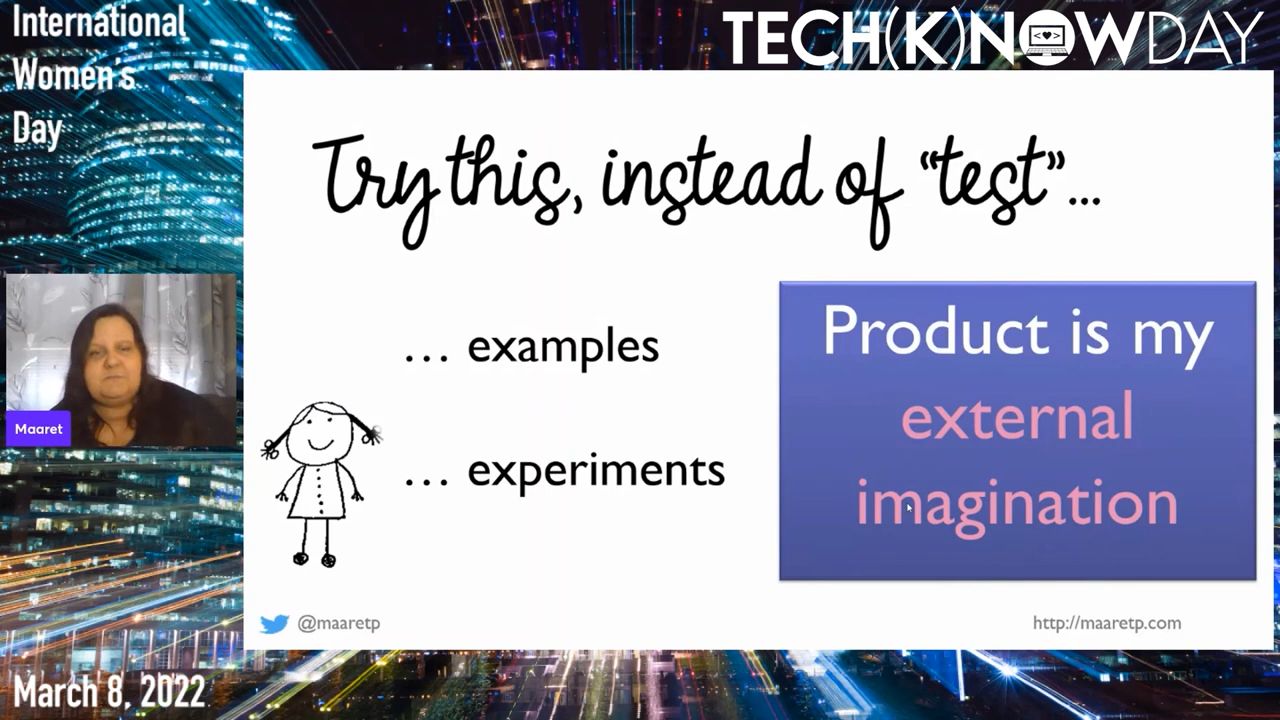 International
Women's
Day
TECH(K)NOWDAY
Try this, instead of “test”...
... examples
... experiments
Product is my
external
imagination
Maaret
@maaretp
http://maaretp.com
March 8, 2022